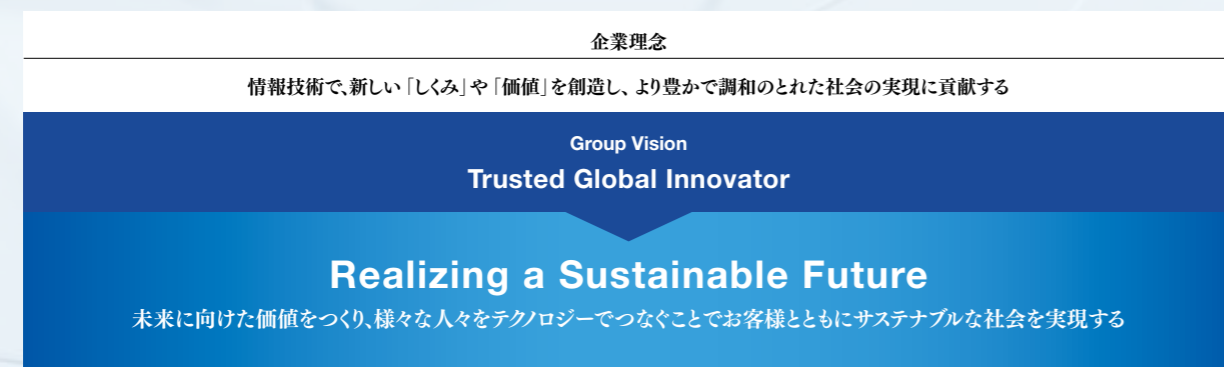 企業理念
情報技術で、新しい「しくみ」や「価値」を創造し、より豊かで調和のとれた社会の実現に貢献する
Group Vision
Trusted Global Innovator
Realizing a Sustainable Future
未来に向けた価値をつくり、様々な人々をテクノロジーでつなぐことでお客様とともにサステナブルな社会を実現する